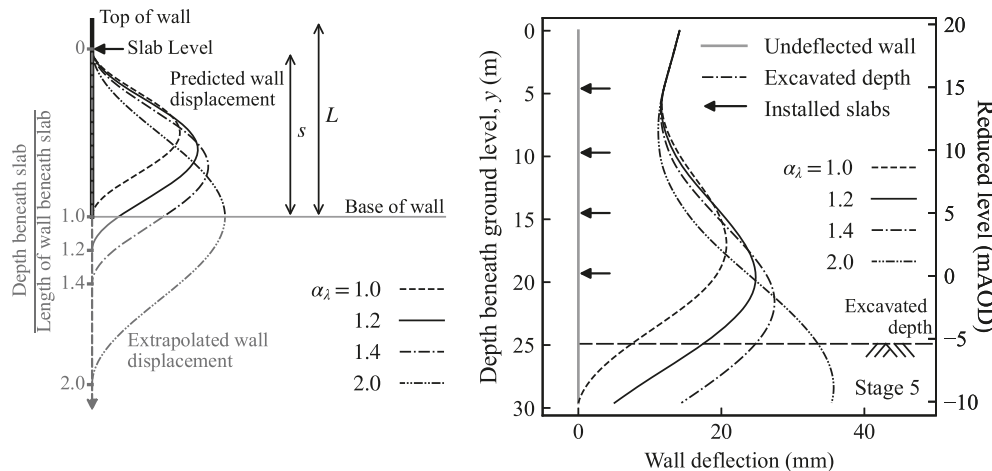 Top of wall
0
Slab Level
Predicted wall
displacement
s
L
Depth beneath slab
Length of wall beneath slab
1.0
Base of wall
1.2
1.4
2.0
Extrapolated wall
displacement
αλ = 1.0
1.2
1.4
2.0
Depth beneath ground level, y (m)
0
5
10
15
20
25
30
Undeflected wall
Excavated depth
Installed slabs
αλ = 1.0
1.2
1.4
2.0
Excavated
depth
Stage 5
0
20
40
Wall deflection (mm)
20
15
10
5
0
−5
−10
Reduced level (mAOD)